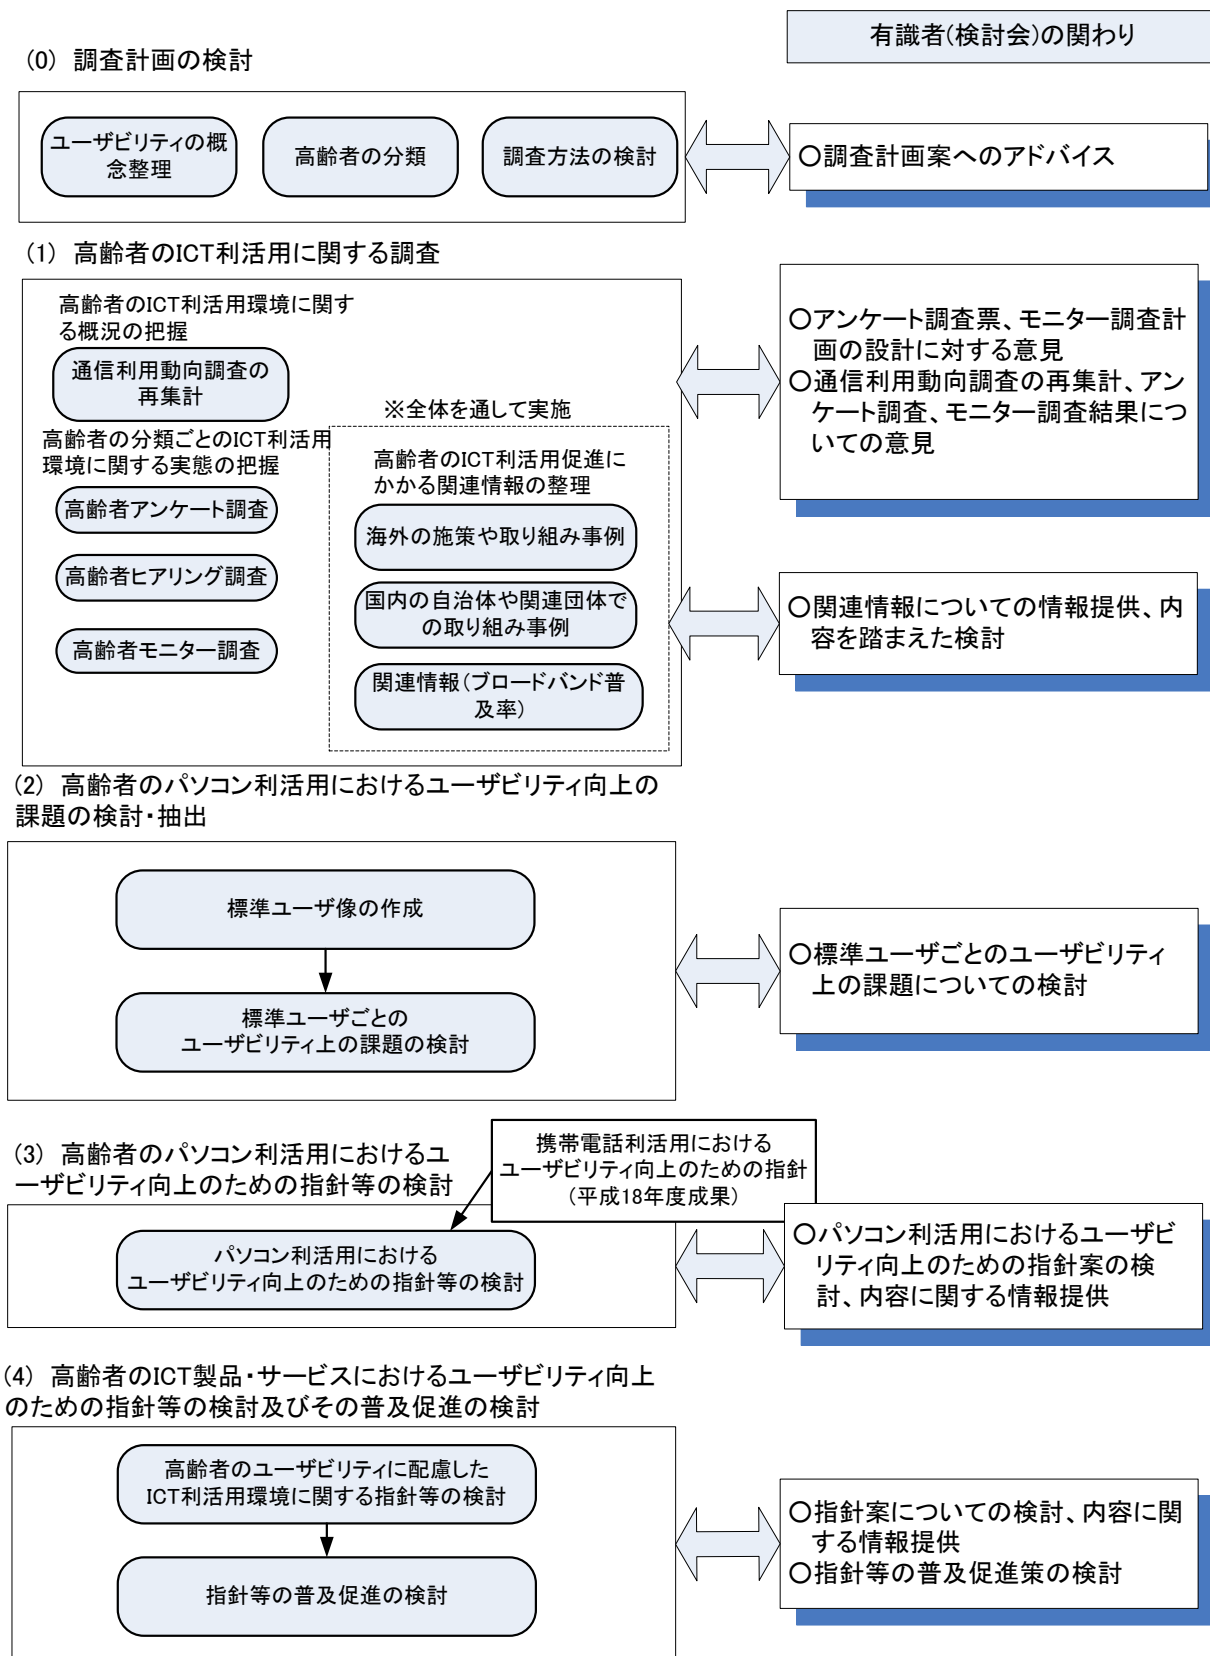 有識者(検討会)の関わり
(0) 調査計画の検討
ユーザビリティの概
念整理
高齢者の分類
調査方法の検討
○調査計画案へのアドバイス
(1) 高齢者のICT利活用に関する調査
高齢者のICT利活用環境に関す
る概況の把握
通信利用動向調査の
再集計
高齢者の分類ごとのICT利活用
環境に関する実態の把握
高齢者アンケート調査
高齢者ヒアリング調査
高齢者モニター調査
※全体を通して実施
高齢者のICT利活用促進に
かかる関連情報の整理
海外の施策や取り組み事例
国内の自治体や関連団体で
の取り組み事例
関連情報(ブロードバンド普
及率)
○アンケート調査票、モニター調査計
画の設計に対する意見
○通信利用動向調査の再集計、アン
ケート調査、モニター調査結果につ
いての意見
○関連情報についての情報提供、内
容を踏まえた検討
(2) 高齢者のパソコン利活用におけるユーザビリティ向上の
課題の検討・抽出
標準ユーザ像の作成
標準ユーザごとの
ユーザビリティ上の課題の検討
○標準ユーザごとのユーザビリティ
上の課題についての検討
(3) 高齢者のパソコン利活用におけるユ
ーザビリティ向上のための指針等の検討
携帯電話利活用における
ユーザビリティ向上のための指針
(平成18年度成果)
パソコン利活用における
ユーザビリティ向上のための指針等の検討
○パソコン利活用におけるユーザビ
リティ向上のための指針案の検
討、内容に関する情報提供
(4) 高齢者のICT製品・サービスにおけるユーザビリティ向上
のための指針等の検討及びその普及促進の検討
高齢者のユーザビリティに配慮した
ICT利活用環境に関する指針等の検討
指針等の普及促進の検討
○指針案についての検討、内容に関
する情報提供
○指針等の普及促進策の検討